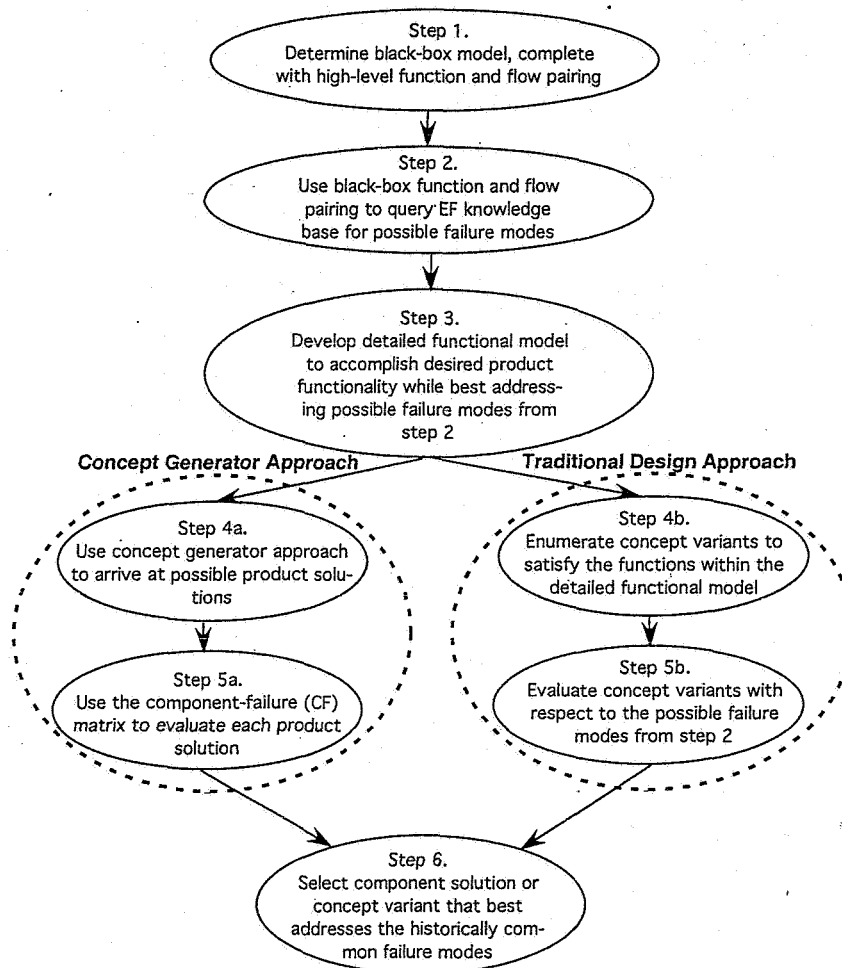 Step 1.
Determine black-box model, complete
with high-level function and flow pairing
Step 2.
Use black-box function and flow
pairing to query EF knowledge
base for possible failure modes
Step 3.
Develop detailed functional model
to accomplish desired product
functionality while best address-
ing possible failure modes from
step 2
Concept Generator Approach
Step 4a.
Use concept generator approach
to arrive at possible product solu-
tions
Step 5a.
Use the component-failure (CF)
matrix to evaluate each product
solution
Traditional Design Approach
Step 4b.
Enumerate concept variants to
satisfy the functions within the
detailed functional model
Step 5b.
Evaluate concept variants with
respect to the possible failure
modes from step 2
Step 6.
Select component solution or
concept variant that best
addresses the historically com-
mon failure modes